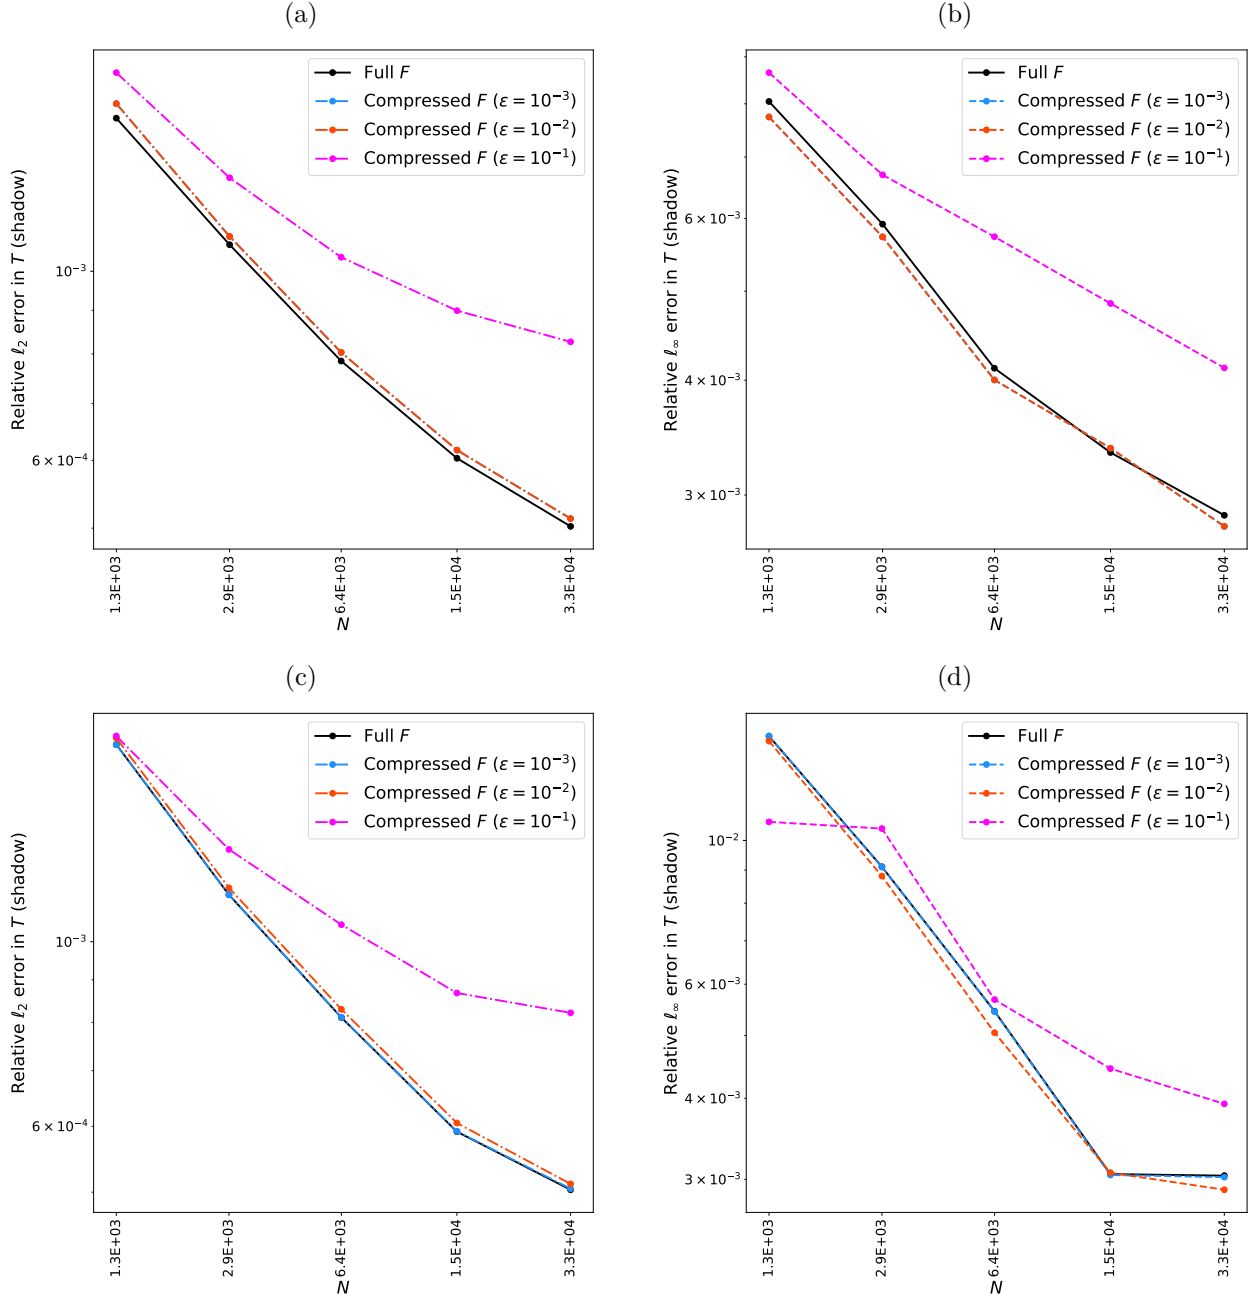 (a)
Relative ℓ₂ error in T (shadow)
10⁻³
6 × 10⁻⁴
Full F
Compressed F (ε = 10⁻³)
Compressed F (ε = 10⁻²)
Compressed F (ε = 10⁻¹)
1.3E+03
2.9E+03
6.4E+03
1.5E+04
3.3E+04
N
(b)
Relative ℓ∞ error in T (shadow)
6 × 10⁻³
4 × 10⁻³
3 × 10⁻³
Full F
Compressed F (ε = 10⁻³)
Compressed F (ε = 10⁻²)
Compressed F (ε = 10⁻¹)
1.3E+03
2.9E+03
6.4E+03
1.5E+04
3.3E+04
N
(c)
Relative ℓ₂ error in T (shadow)
10⁻³
6 × 10⁻⁴
Full F
Compressed F (ε = 10⁻³)
Compressed F (ε = 10⁻²)
Compressed F (ε = 10⁻¹)
1.3E+03
2.9E+03
6.4E+03
1.5E+04
3.3E+04
N
(d)
Relative ℓ∞ error in T (shadow)
10⁻²
6 × 10⁻³
4 × 10⁻³
3 × 10⁻³
Full F
Compressed F (ε = 10⁻³)
Compressed F (ε = 10⁻²)
Compressed F (ε = 10⁻¹)
1.3E+03
2.9E+03
6.4E+03
1.5E+04
3.3E+04
N